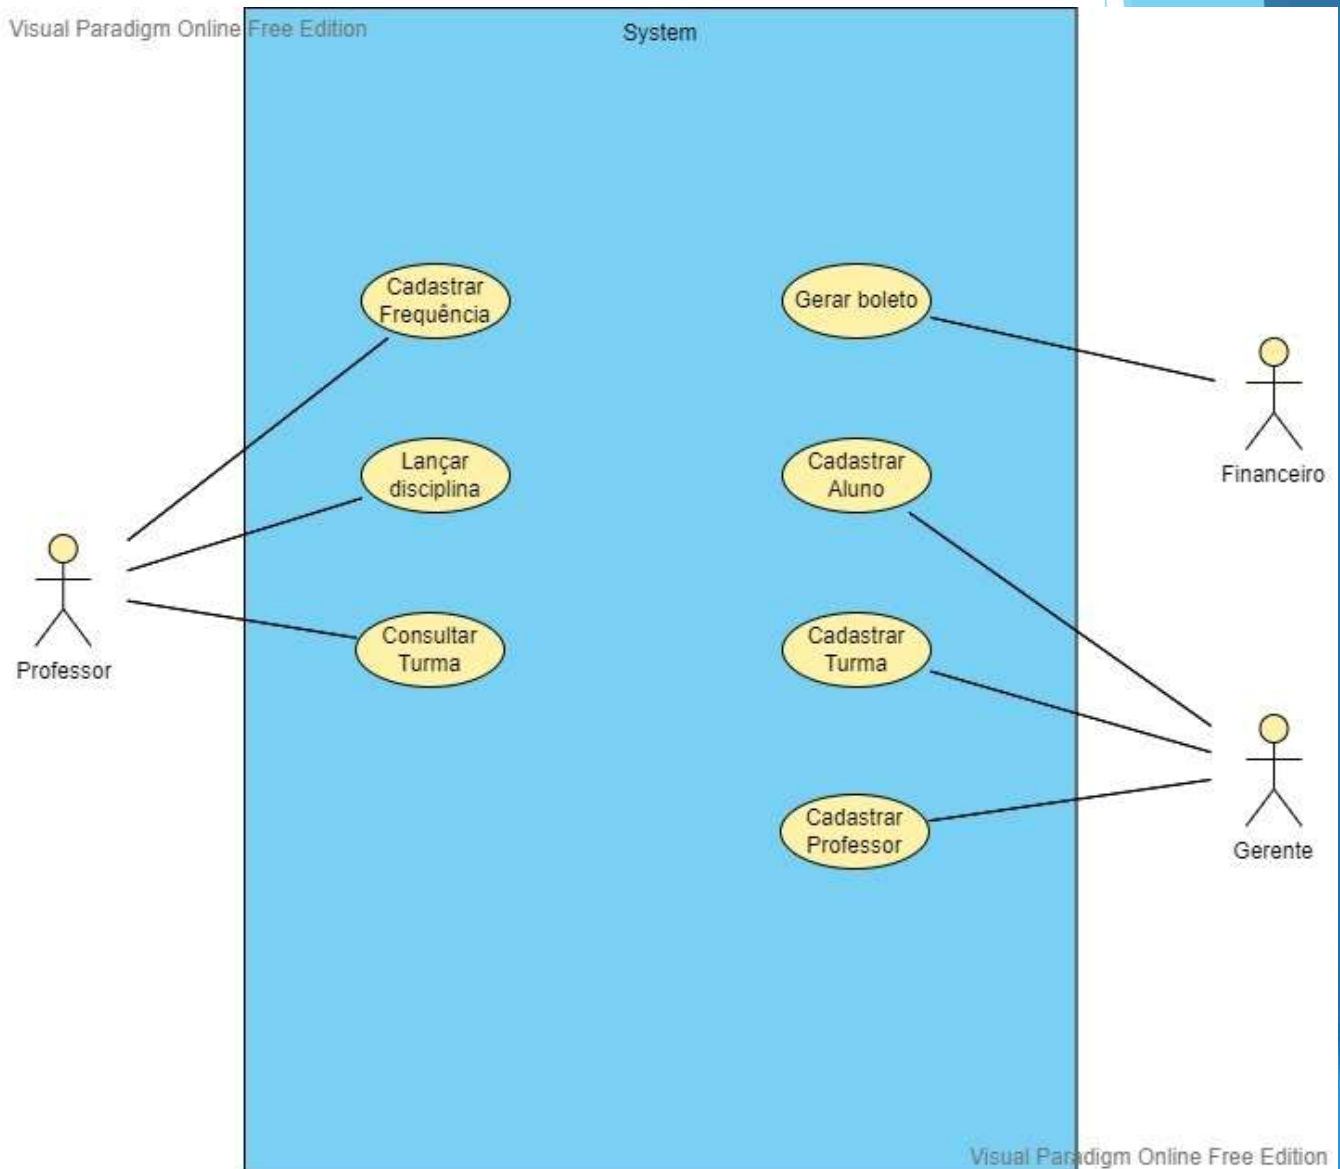 Visual Paradigm Online Free Edition
System
Cadastrar
Frequência
Gerar boleto
Lançar
disciplina
Cadastrar
Aluno
Financeiro
Consultar
Turma
Cadastrar
Turma
Professor
Cadastrar
Professor
Gerente
Visual Paradigm Online Free Edition